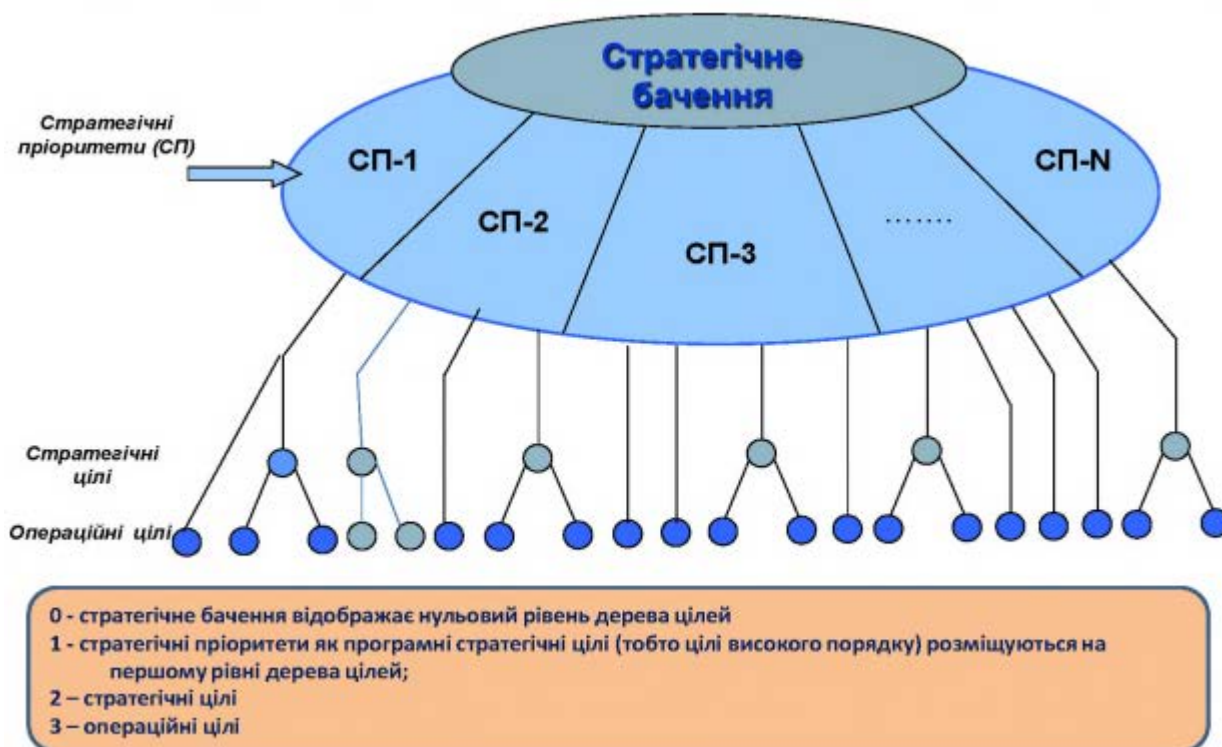 Стратегічне
бачення
Стратегічні
пріоритети (СП)
СП-1
СП-2
СП-3
.......
СП-N
Стратегічні
цілі
Операційні цілі
0 - стратегічне бачення відображає нульовий рівень дерева цілей
1 - стратегічні пріоритети як програмні стратегічні цілі (тобто цілі високого порядку) розміщуються на
першому рівні дерева цілей;
2 – стратегічні цілі
3 – операційні цілі